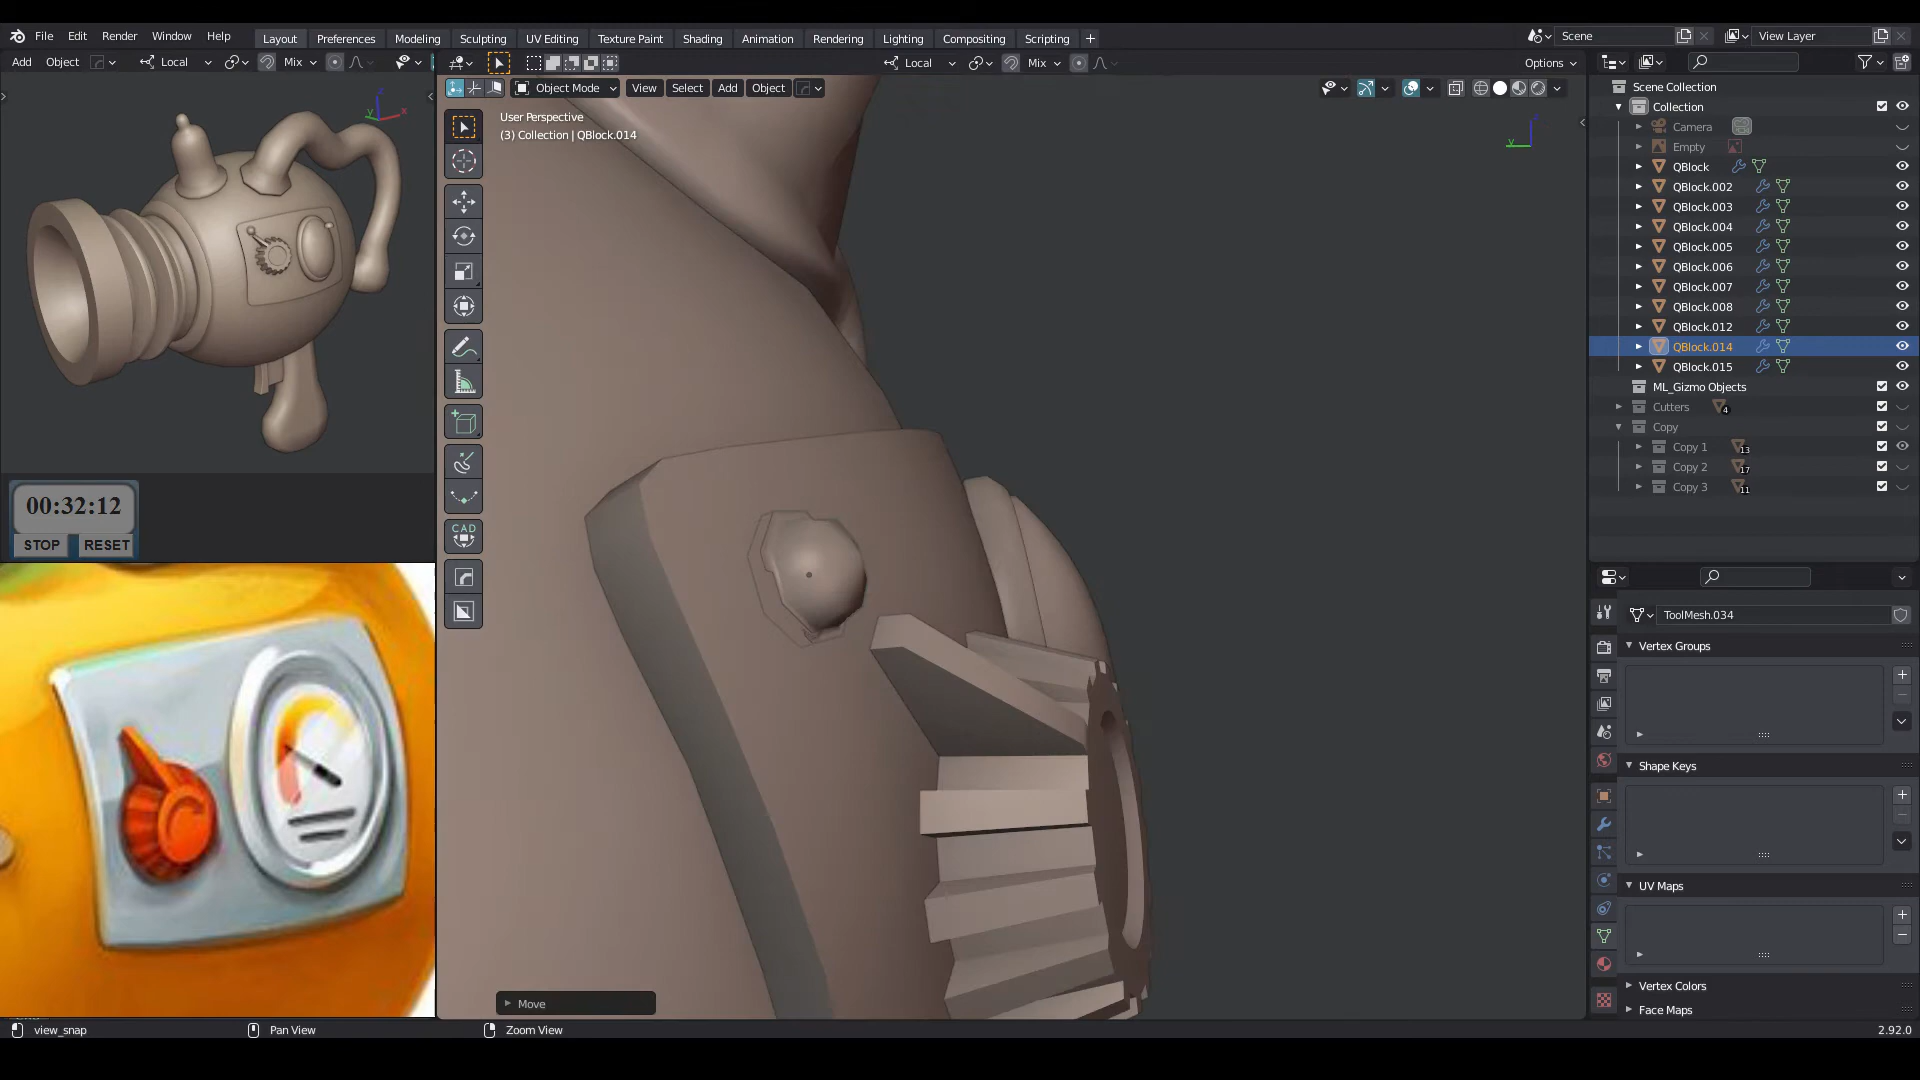 File Edit Render Window Help
Layout Preferences Modeling Sculpting UV Editing Texture Paint Shading Animation Rendering Lighting Compositing Scripting +
Scene
View Layer
Add Object Local Mix
Local Mix Options
Object Mode View Select Add Object
User Perspective
(3) Collection | QBlock.014
CAD
00:32:12
STOP RESET
Move
Scene Collection
Collection
Camera
Empty
QBlock
QBlock.002
QBlock.003
QBlock.004
QBlock.005
QBlock.006
QBlock.007
QBlock.008
QBlock.012
QBlock.014
QBlock.015
ML_Gizmo Objects
Cutters 4
Copy
Copy 1 13
Copy 2 17
Copy 3 11
ToolMesh.034
Vertex Groups
Shape Keys
UV Maps
Vertex Colors
Face Maps
view_snap Pan View Zoom View 2.92.0